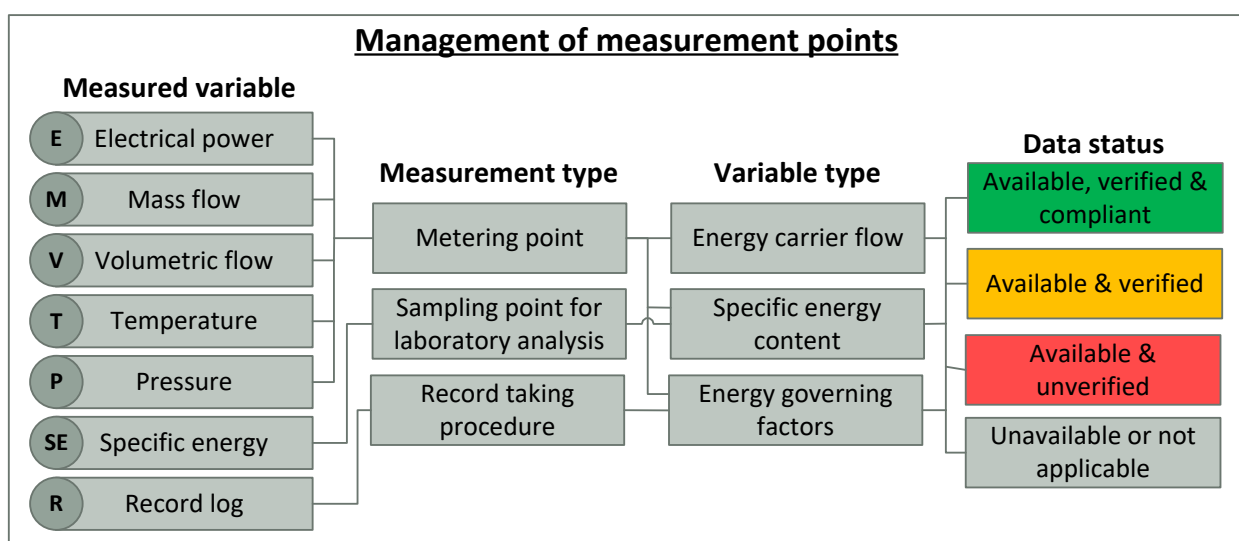 Management of measurement points
Measured variable
E Electrical power
M Mass flow
V Volumetric flow
T Temperature
P Pressure
SE Specific energy
R Record log
Measurement type
Metering point
Sampling point for
laboratory analysis
Record taking
procedure
Variable type
Energy carrier flow
Specific energy
content
Energy governing
factors
Data status
Available, verified &
compliant
Available & verified
Available &
unverified
Unavailable or not
applicable